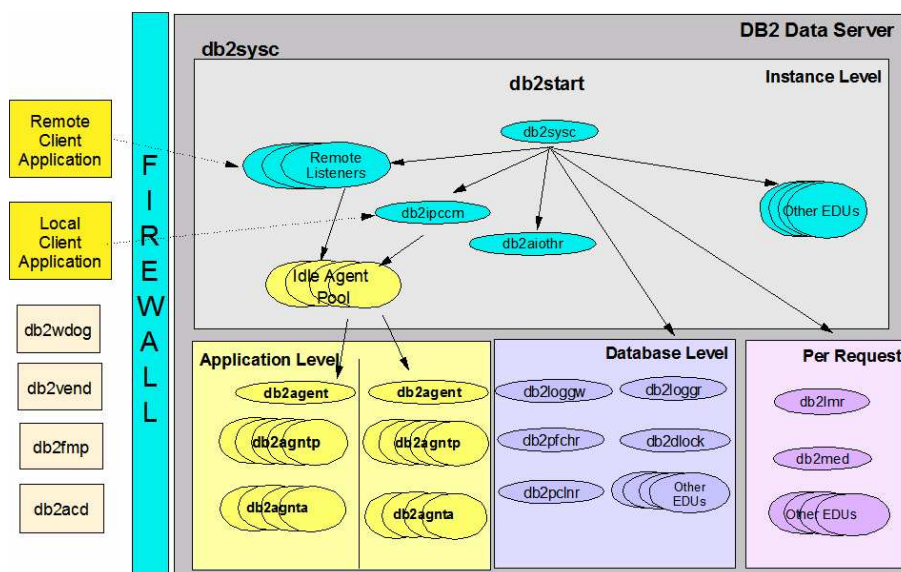 DB2 Data Server
db2sysc
Instance Level
db2start
db2sysc
Remote
Client
Application
Remote
Listeners
FIREWALL
Other EDUs
Local
Client
Application
db2ipccm
db2aiothr
Idle Agent
Pool
db2wdog
db2vend
db2fmp
db2acd
Application Level
db2agent
db2agntp
db2agnta
db2agent
db2agntp
db2agnta
Database Level
db2loggw
db2loggr
db2pfchr
db2dlock
db2pclnr
Other
EDUs
Per Request
db2lmr
db2med
Other EDUs